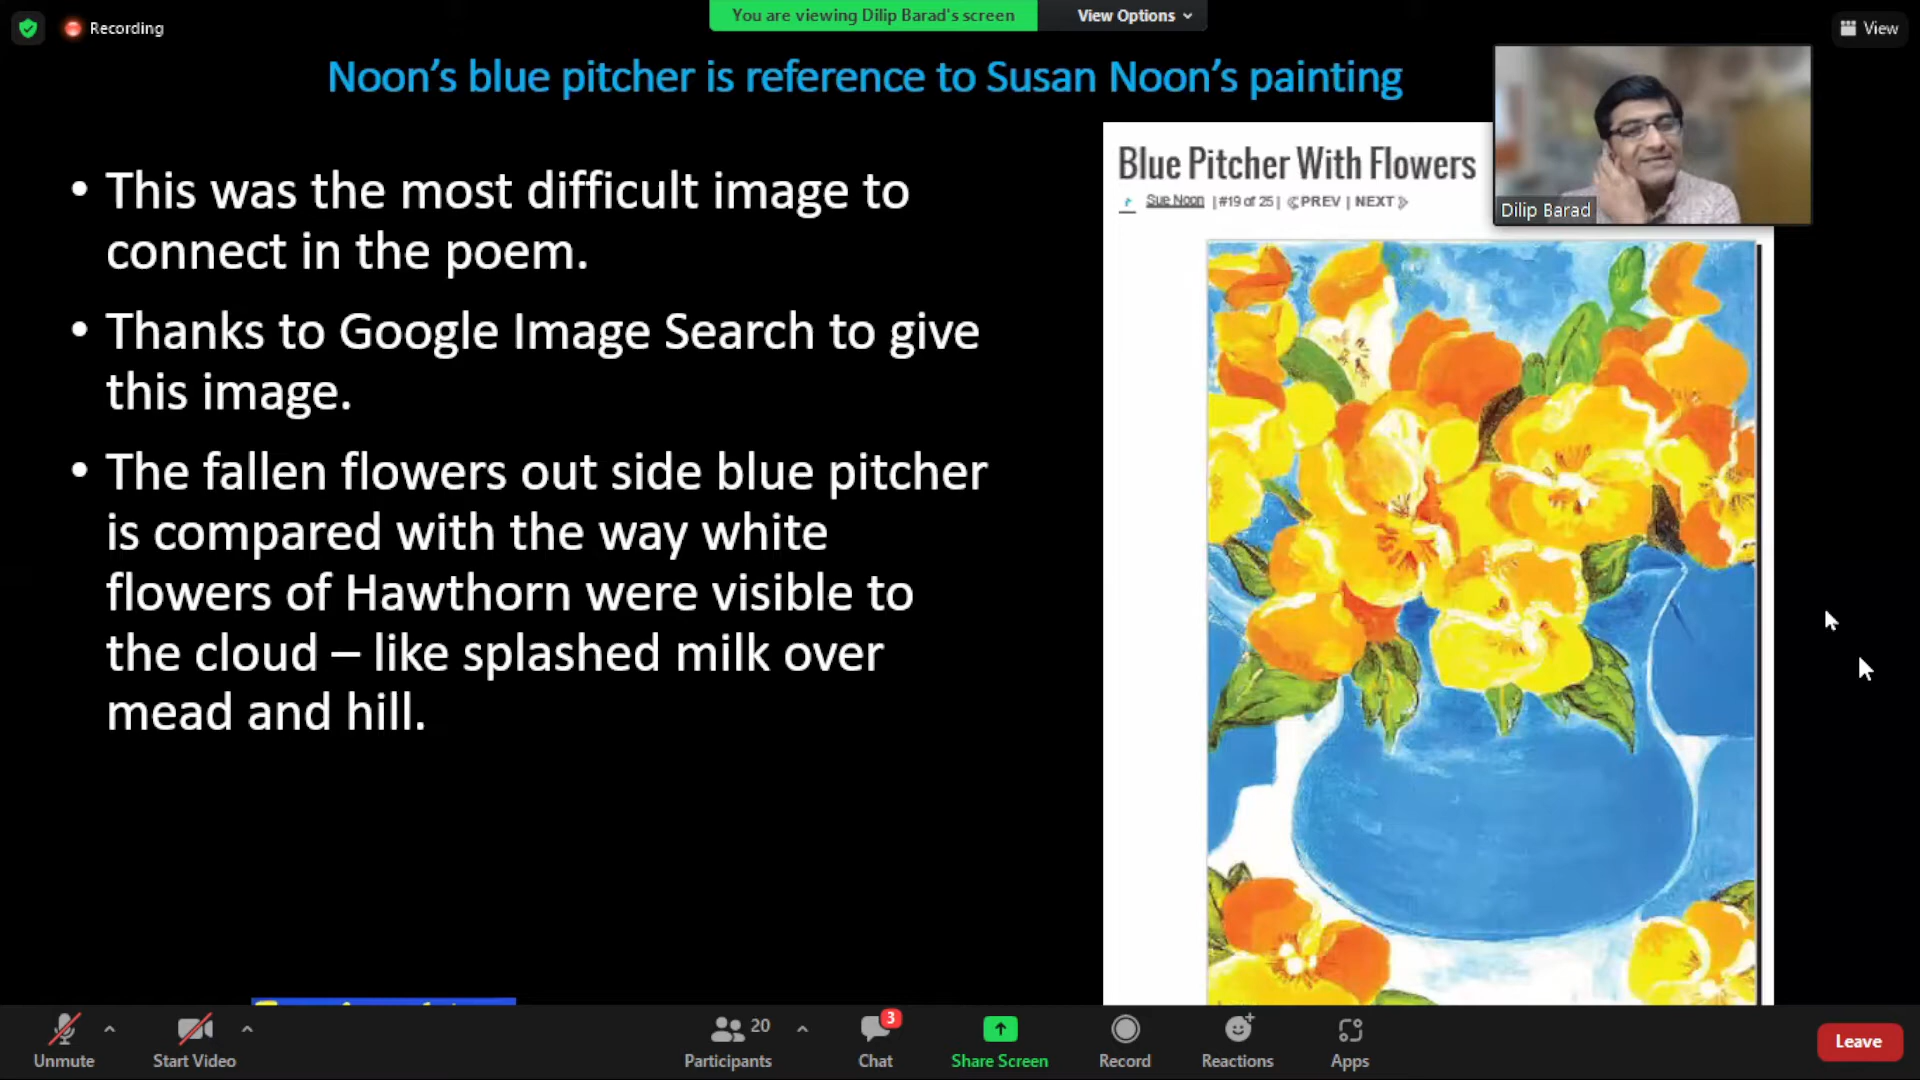 Recording
You are viewing Dilip Barad's screen
View Options
View
Noon's blue pitcher is reference to Susan Noon's painting
• This was the most difficult image to
connect in the poem.
• Thanks to Google Image Search to give
this image.
• The fallen flowers out side blue pitcher
is compared with the way white
flowers of Hawthorn were visible to
the cloud – like splashed milk over
mead and hill.
Blue Pitcher With Flowers
Sue Noon | #19 of 25 | PREV | NEXT
Dilip Barad
Unmute
Start Video
20
Participants
3
Chat
Share Screen
Record
Reactions
Apps
Leave